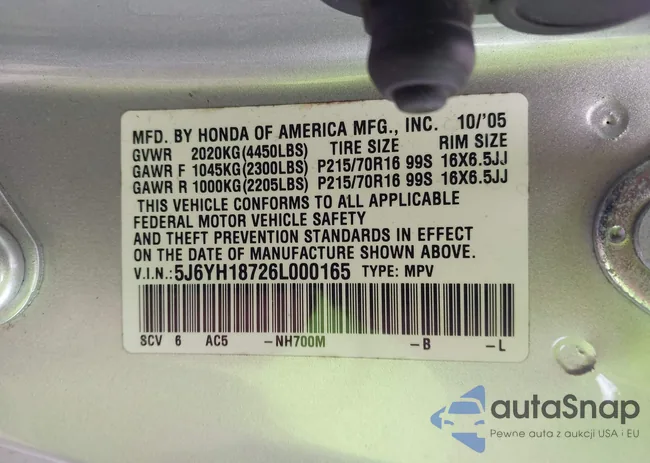 MFD. BY HONDA OF AMERICA MFG., INC. 10/'05
GVWR 2020KG(4450LBS) TIRE SIZE RIM SIZE
GAWR F 1045KG(2300LBS) P215/70R16 99S 16X6.5JJ
GAWR R 1000KG(2205LBS) P215/70R16 99S 16X6.5JJ
THIS VEHICLE CONFORMS TO ALL APPLICABLE
FEDERAL MOTOR VEHICLE SAFETY
AND THEFT PREVENTION STANDARDS IN EFFECT
ON THE DATE OF MANUFACTURE SHOWN ABOVE.
V.I.N.:5J6YH18726L000165 TYPE: MPV
SCV 6 AC5 -NH700M -B -L
autaSnap
Pewne auta z aukcji USA i EU